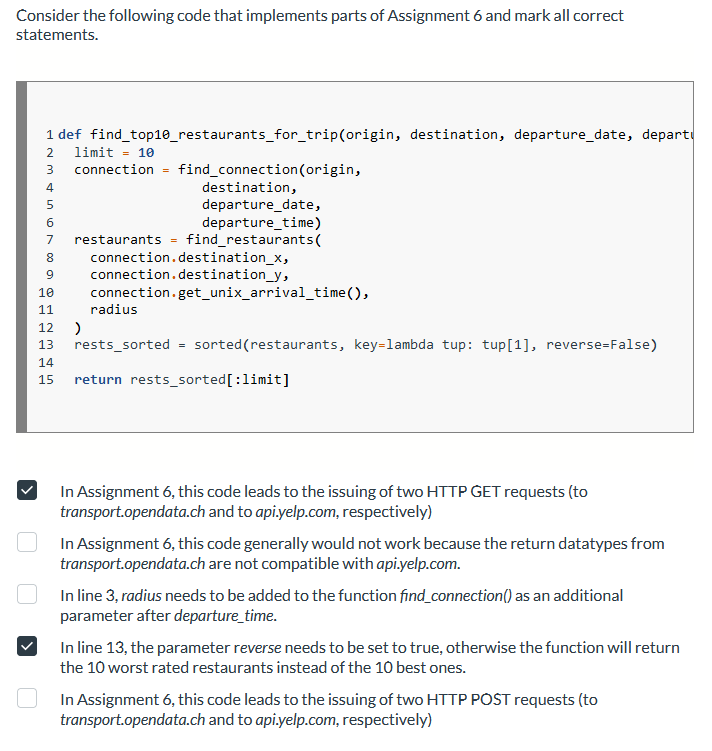 Consider the following code that implements parts of Assignment 6 and mark all correct
statements.
1 def find_top10_restaurants_for_trip(origin, destination, departure_date, departu
2 limit = 10
3 connection = find_connection(origin,
4 destination,
5 departure_date,
6 departure_time)
7 restaurants = find_restaurants(
8 connection.destination_x,
9 connection.destination_y,
10 connection.get_unix_arrival_time(),
11 radius
12 )
13 rests_sorted = sorted(restaurants, key=lambda tup: tup[1], reverse=False)
14
15 return rests_sorted[:limit]
In Assignment 6, this code leads to the issuing of two HTTP GET requests (to
transport.opendata.ch and to api.yelp.com, respectively)
In Assignment 6, this code generally would not work because the return datatypes from
transport.opendata.ch are not compatible with api.yelp.com.
In line 3, radius needs to be added to the function find_connection() as an additional
parameter after departure_time.
In line 13, the parameter reverse needs to be set to true, otherwise the function will return
the 10 worst rated restaurants instead of the 10 best ones.
In Assignment 6, this code leads to the issuing of two HTTP POST requests (to
transport.opendata.ch and to api.yelp.com, respectively)